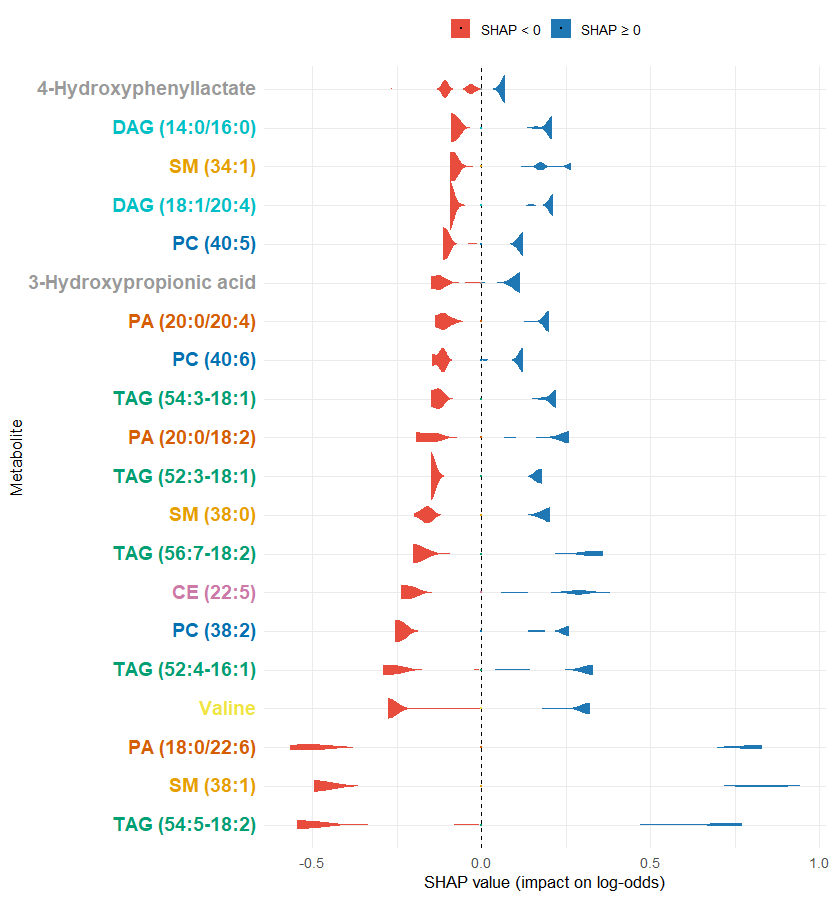 SHAP < 0 SHAP ≥ 0
4-Hydroxyphenyllactate
DAG (14:0/16:0)
SM (34:1)
DAG (18:1/20:4)
PC (40:5)
3-Hydroxypropionic acid
PA (20:0/20:4)
PC (40:6)
TAG (54:3-18:1)
PA (20:0/18:2)
TAG (52:3-18:1)
SM (38:0)
TAG (56:7-18:2)
CE (22:5)
PC (38:2)
TAG (52:4-16:1)
Valine
PA (18:0/22:6)
SM (38:1)
TAG (54:5-18:2)
Metabolite
-0.5 0.0 0.5 1.0
SHAP value (impact on log-odds)